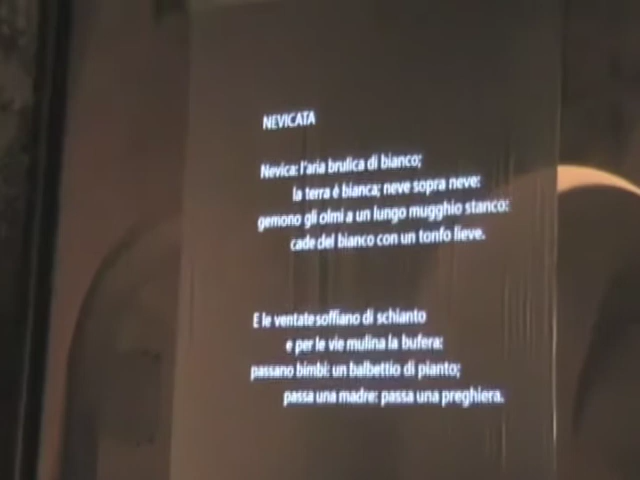 NEVICATA
Nevica: l'aria brulica di bianco;
la terra è bianca; neve sopra neve:
gemono gli olmi a un lungo mugghio stanco:
cade del bianco con un tonfo lieve.
E le ventate soffiano di schianto
e per le vie mulina la bufera:
passano bimbi: un balbettio di pianto;
passa una madre: passa una preghiera.